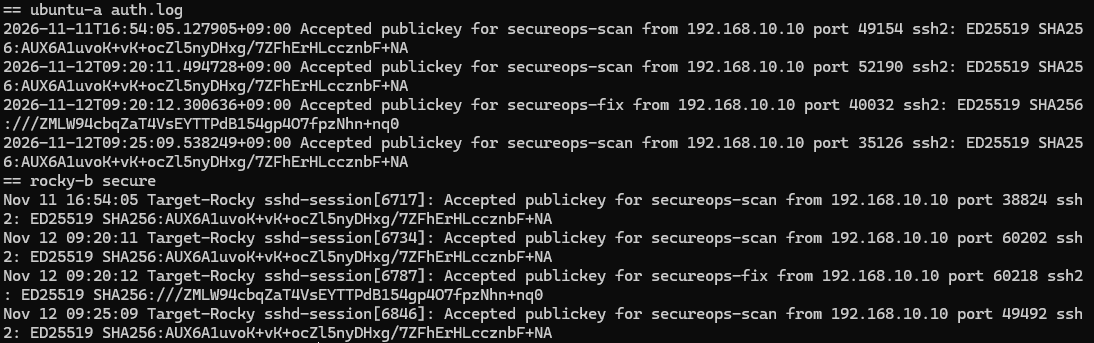 == ubuntu-a auth.log
2026-11-11T16:54:05.127905+09:00 Accepted publickey for secureops-scan from 192.168.10.10 port 49154 ssh2: ED25519 SHA25
6:AUX6A1uvoK+vK+ocZl5nyDHxg/7ZFhErHLccznbF+NA
2026-11-12T09:20:11.494728+09:00 Accepted publickey for secureops-scan from 192.168.10.10 port 52190 ssh2: ED25519 SHA25
6:AUX6A1uvoK+vK+ocZl5nyDHxg/7ZFhErHLccznbF+NA
2026-11-12T09:20:12.300636+09:00 Accepted publickey for secureops-fix from 192.168.10.10 port 40032 ssh2: ED25519 SHA256
:///ZMLW94cbqZaT4VsEYTTPdB154gp4O7fpzNhn+nq0
2026-11-12T09:25:09.538249+09:00 Accepted publickey for secureops-scan from 192.168.10.10 port 35126 ssh2: ED25519 SHA25
6:AUX6A1uvoK+vK+ocZl5nyDHxg/7ZFhErHLccznbF+NA
== rocky-b secure
Nov 11 16:54:05 Target-Rocky sshd-session[6717]: Accepted publickey for secureops-scan from 192.168.10.10 port 38824 ssh
2: ED25519 SHA256:AUX6A1uvoK+vK+ocZl5nyDHxg/7ZFhErHLccznbF+NA
Nov 12 09:20:11 Target-Rocky sshd-session[6734]: Accepted publickey for secureops-scan from 192.168.10.10 port 60202 ssh
2: ED25519 SHA256:AUX6A1uvoK+vK+ocZl5nyDHxg/7ZFhErHLccznbF+NA
Nov 12 09:20:12 Target-Rocky sshd-session[6787]: Accepted publickey for secureops-fix from 192.168.10.10 port 60218 ssh2
: ED25519 SHA256:///ZMLW94cbqZaT4VsEYTTPdB154gp4O7fpzNhn+nq0
Nov 12 09:25:09 Target-Rocky sshd-session[6846]: Accepted publickey for secureops-scan from 192.168.10.10 port 49492 ssh
2: ED25519 SHA256:AUX6A1uvoK+vK+ocZl5nyDHxg/7ZFhErHLccznbF+NA